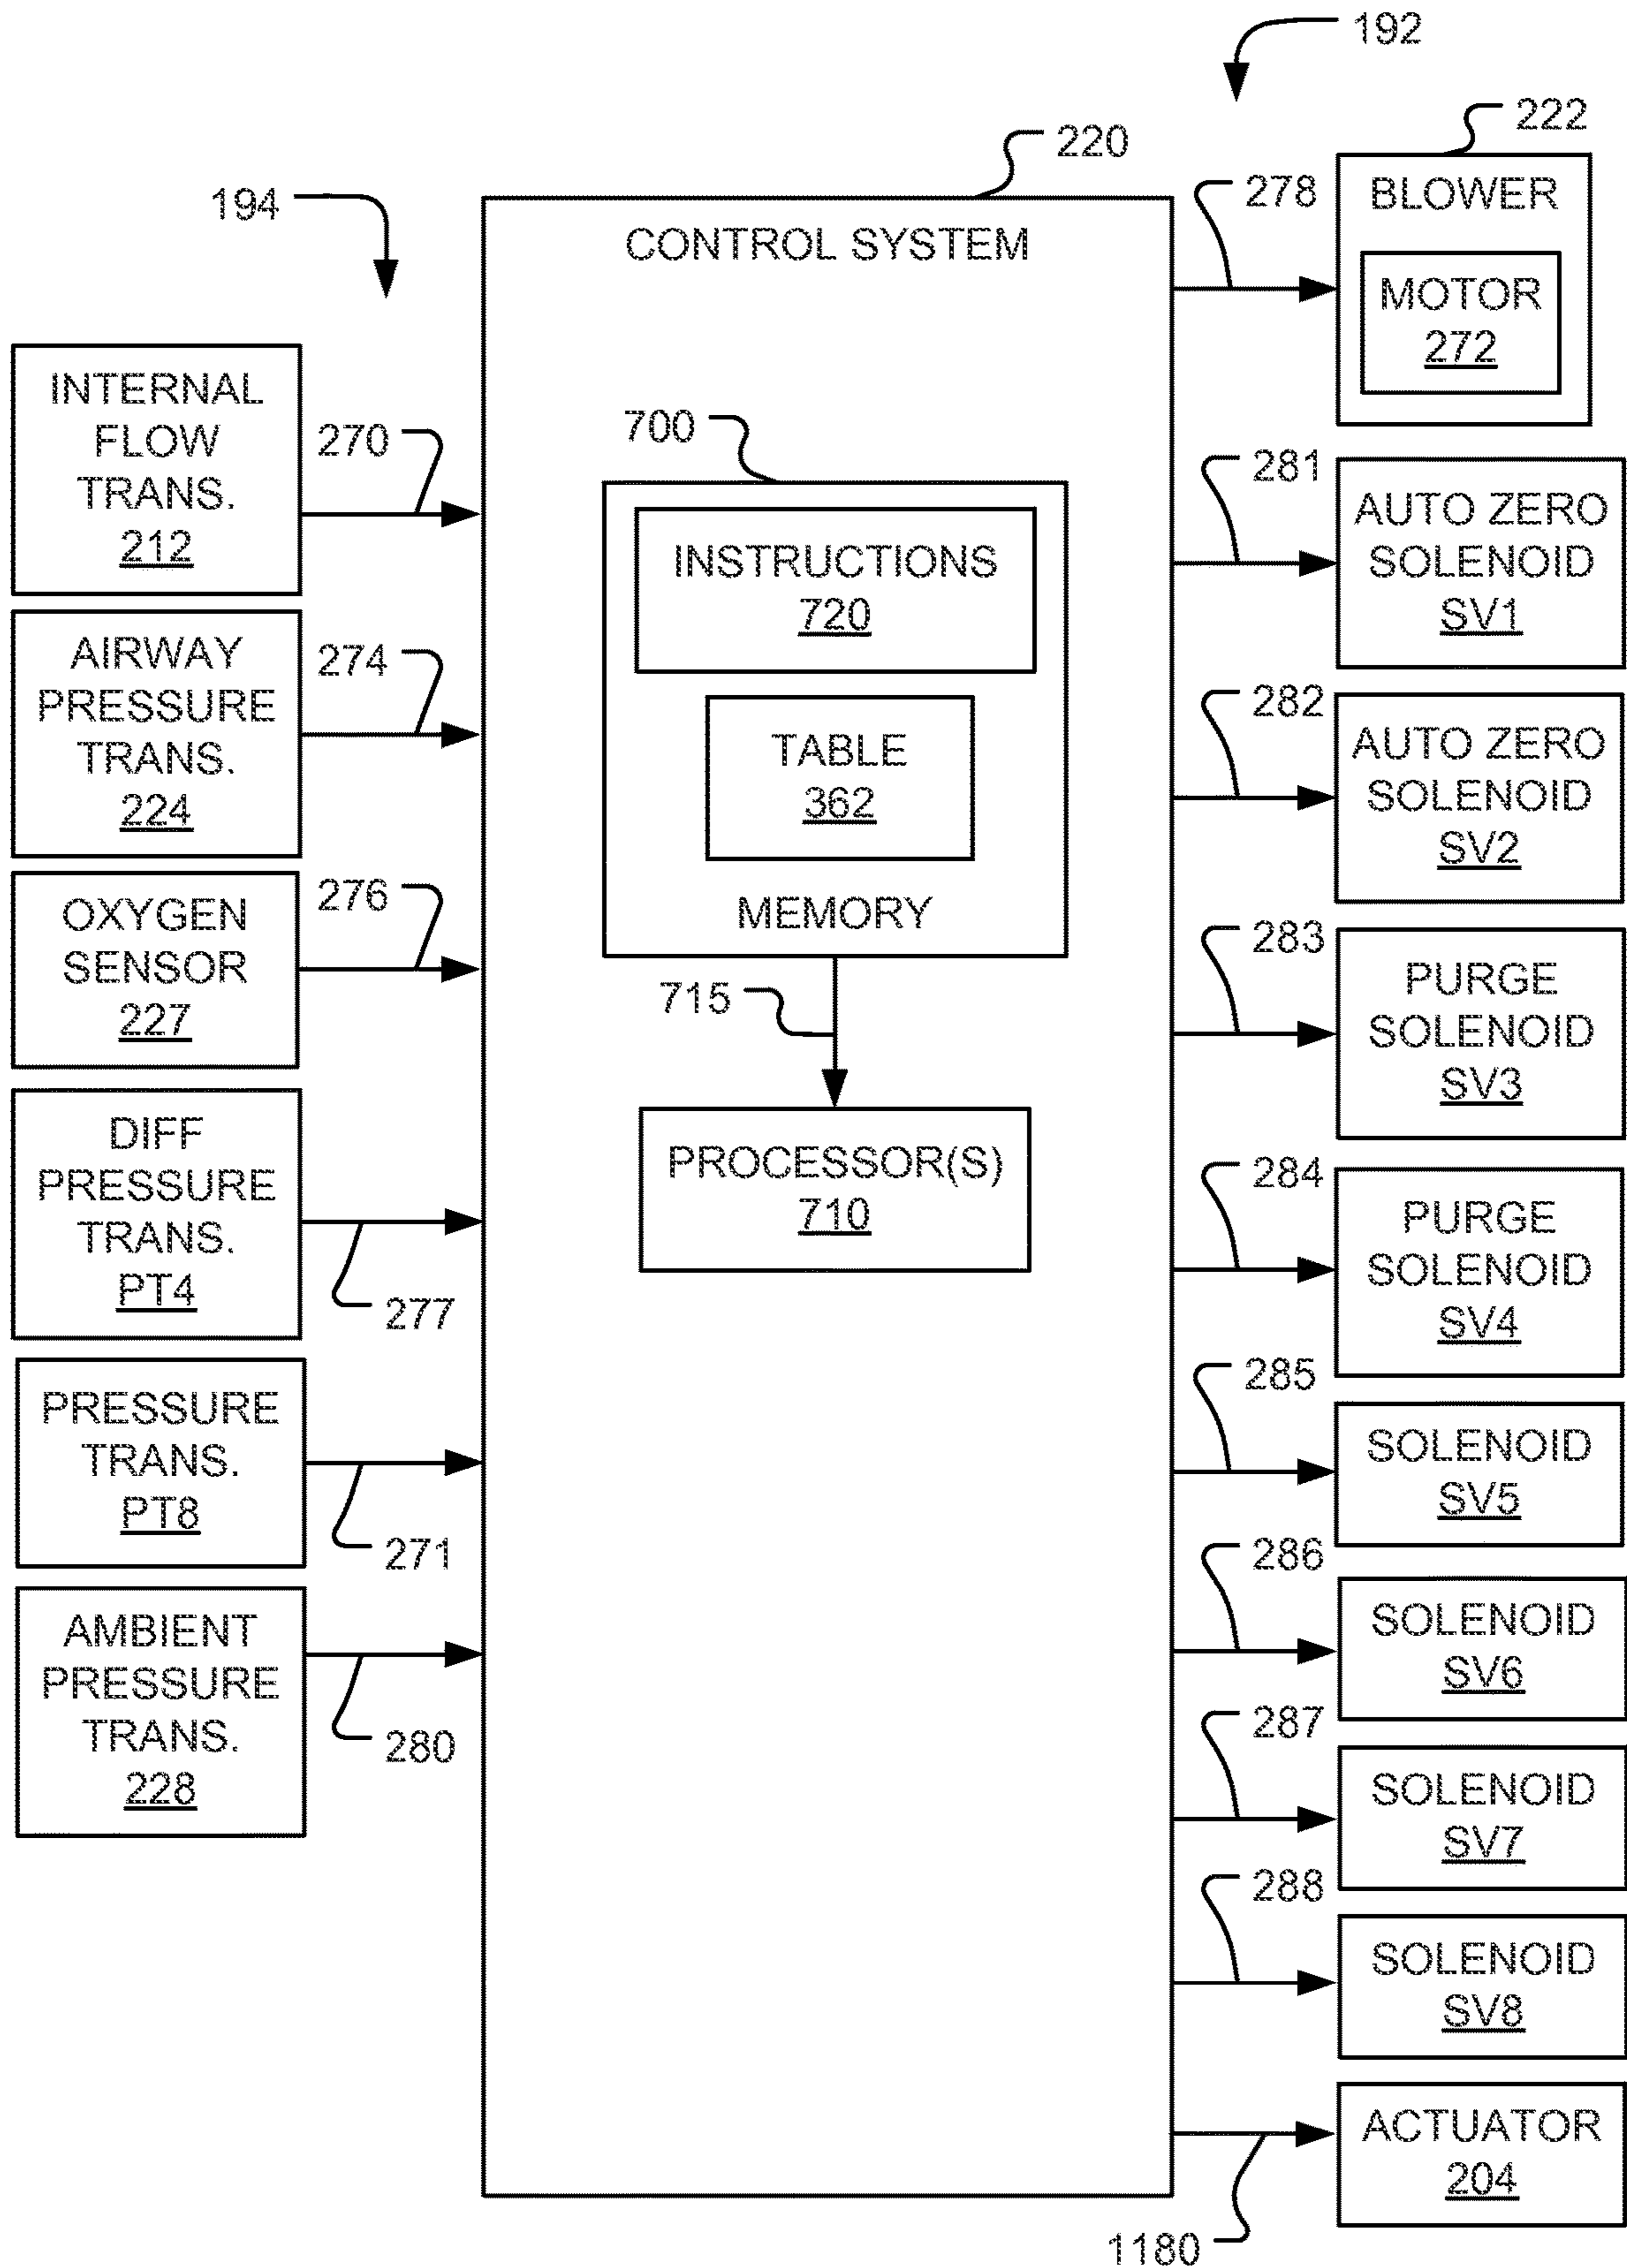 192
220
222
194
278
BLOWER
MOTOR
272
CONTROL SYSTEM
INTERNAL
FLOW
TRANS.
212
270
AIRWAY
PRESSURE
TRANS.
224
274
OXYGEN
SENSOR
227
276
DIFF
PRESSURE
TRANS.
PT4
277
PRESSURE
TRANS.
PT8
271
AMBIENT
PRESSURE
TRANS.
228
280
700
INSTRUCTIONS
720
TABLE
362
MEMORY
715
PROCESSOR(S)
710
281
AUTO ZERO
SOLENOID
SV1
282
AUTO ZERO
SOLENOID
SV2
283
PURGE
SOLENOID
SV3
284
PURGE
SOLENOID
SV4
285
SOLENOID
SV5
286
SOLENOID
SV6
287
SOLENOID
SV7
288
SOLENOID
SV8
ACTUATOR
204
1180